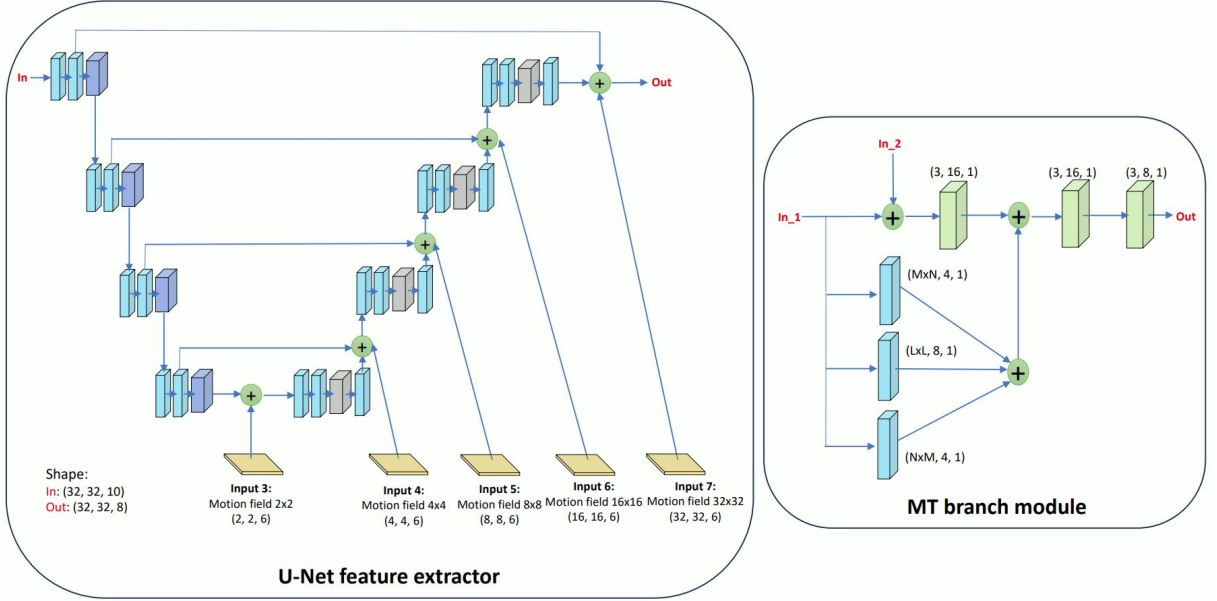 In
+
Out
+
+
+
+
Shape:
In: (32, 32, 10)
Out: (32, 32, 8)
Input 3:
Motion field 2x2
(2, 2, 6)
Input 4:
Motion field 4x4
(4, 4, 6)
Input 5:
Motion field 8x8
(8, 8, 6)
Input 6:
Motion field 16x16
(16, 16, 6)
Input 7:
Motion field 32x32
(32, 32, 6)
U-Net feature extractor
In_2
(3, 16, 1)
(3, 16, 1)
(3, 8, 1)
In_1
+
+
Out
(MxN, 4, 1)
(LxL, 8, 1)
+
(NxM, 4, 1)
MT branch module